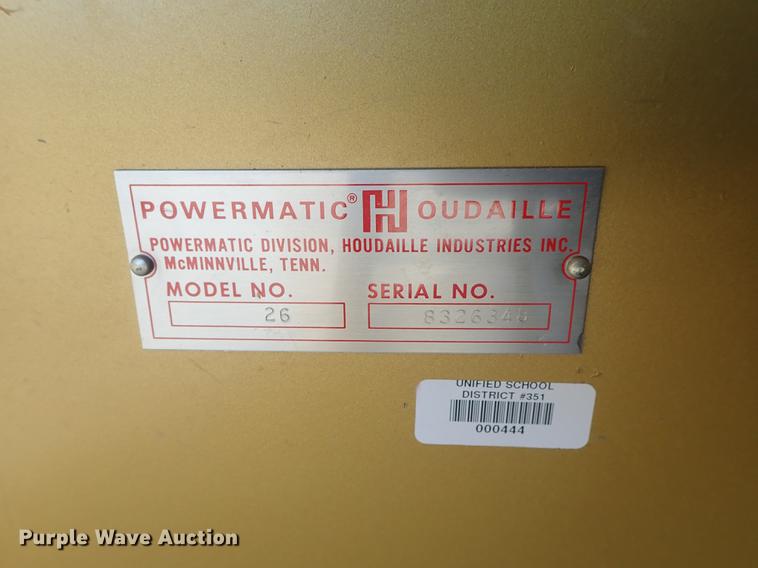 POWERMATIC® HOUDAILLE
POWERMATIC DIVISION, HOUDAILLE INDUSTRIES INC.
McMINNVILLE, TENN.
MODEL NO. SERIAL NO.
26
UNIFIED SCHOOL
DISTRICT #351
000444
Purple Wave Auction